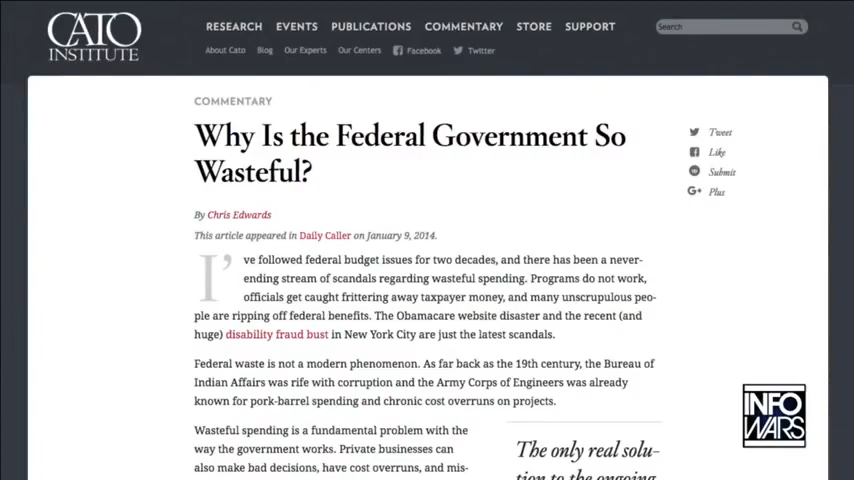 CATO
INSTITUTE
RESEARCH EVENTS PUBLICATIONS COMMENTARY STORE SUPPORT
Search
About Cato Blog Our Experts Our Centers Facebook Twitter
COMMENTARY
Why Is the Federal Government So
Wasteful?
Tweet
Like
Submit
G+ Plus
By Chris Edwards
This article appeared in Daily Caller on January 9, 2014.
I've followed federal budget issues for two decades, and there has been a never-
ending stream of scandals regarding wasteful spending. Programs do not work,
officials get caught frittering away taxpayer money, and many unscrupulous peo-
ple are ripping off federal benefits. The Obamacare website disaster and the recent (and
huge) disability fraud bust in New York City are just the latest scandals.
Federal waste is not a modern phenomenon. As far back as the 19th century, the Bureau of
Indian Affairs was rife with corruption and the Army Corps of Engineers was already
known for pork-barrel spending and chronic cost overruns on projects.
Wasteful spending is a fundamental problem with the
way the government works. Private businesses can
also make bad decisions, have cost overruns, and mis-
The only real solu-
tion to the ongoing
INFO
WARS